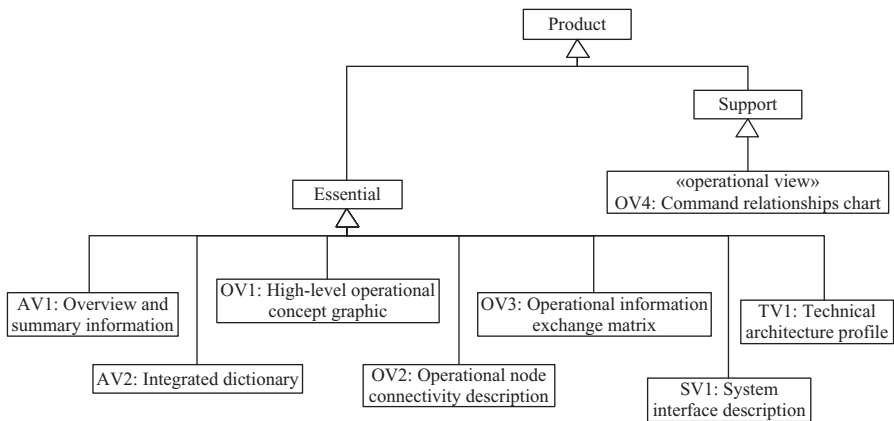 Product
Support
«operational view»
OV4: Command relationships chart
Essential
AV1: Overview and
summary information
OV1: High-level operational
concept graphic
OV3: Operational information
exchange matrix
TV1: Technical
architecture profile
AV2: Integrated dictionary
OV2: Operational node
connectivity description
SV1: System
interface description